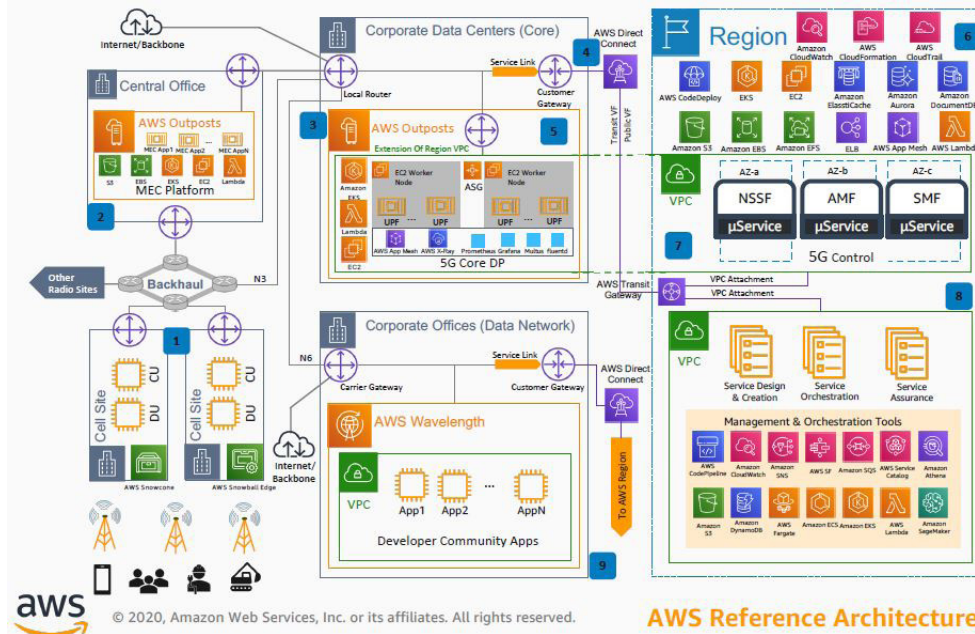 Internet/Backbone
Corporate Data Centers (Core)
4
AWS Direct
Connect
Region
6
Amazon
CloudWatch
AWS
CloudFormation
AWS
CloudTrail
Central Office
Local Router
Service Link
Customer
Gateway
AWS CodeDeploy
EKS
EC2
Amazon
ElasstiCache
Amazon
Aurora
Amazon
DocumentDB
AWS Outposts
MEC App1
MEC App2
...
MEC AppN
S3
EBS
EKS
EC2
Lambda
MEC Platform
2
3
AWS Outposts
5
Extension Of Region VPC
Transit VF
Public VF
Amazon S3
Amazon EBS
Amazon EFS
ELB
AWS App Mesh
AWS Lambd
Amazon
EKS
Lambda
EC2
EC2 Worker
Node
ASG
EC2 Worker
Node
UPF
...
UPF
UPF
...
UPF
AWS App Mesh
AWS X-Ray
Prometheus
Grafana
Multus
fluentd
5G Core DP
VPC
AZ-a
AZ-b
AZ-c
NSSF
AMF
SMF
µService
µService
µService
7
5G Control
Other
Radio Sites
Backhaul
N3
AWS Transit
Gateway
VPC Attachment
VPC Attachment
8
1
Cell Site
CU
DU
Cell Site
CU
DU
AWS Snowcone
AWS Snowball Edge
Corporate Offices (Data Network)
N6
Carrier Gateway
Service Link
Customer Gateway
AWS Direct
Connect
Internet/
Backbone
AWS Wavelength
VPC
App1
App2
...
AppN
Developer Community Apps
To AWS Region
9
VPC
Service Design
& Creation
Service
Orchestration
Service
Assurance
Management & Orchestration Tools
AWS
CodePipeline
Amazon
CloudWatch
Amazon
SNS
AWS SF
Amazon SQS
AWS Service
Catalog
Amazon
Athena
Amazon
S3
Amazon
DynamoDB
AWS
Fargate
Amazon ECS
Amazon EKS
AWS
Lambda
Amazon
SageMaker
aws
© 2020, Amazon Web Services, Inc. or its affiliates. All rights reserved.
AWS Reference Architecture